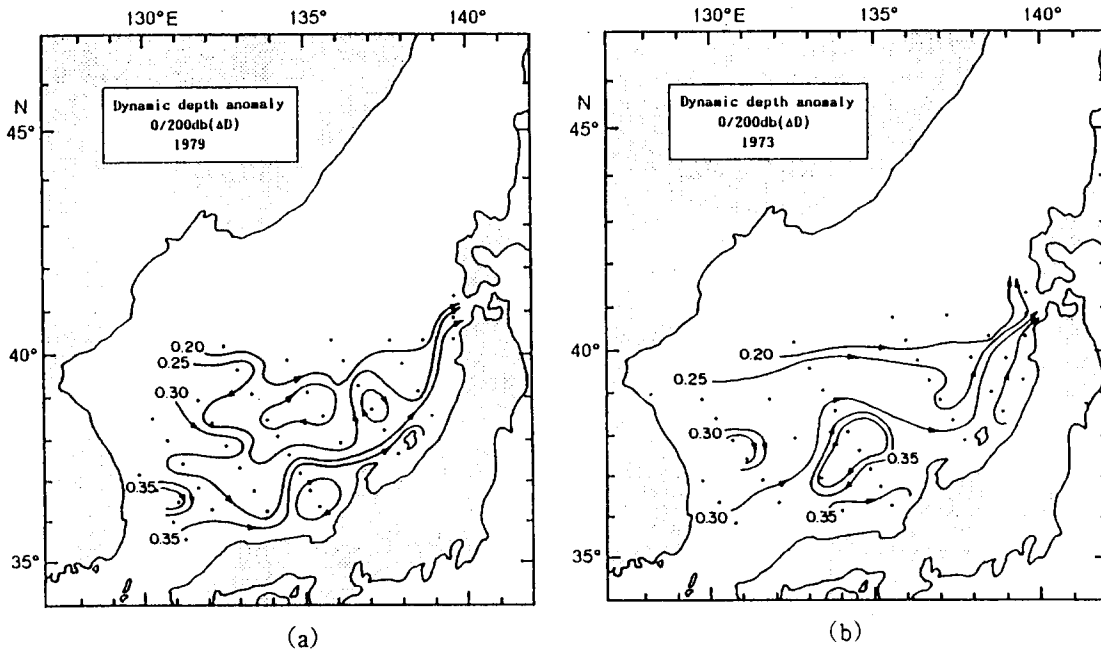 130°E 135° 140°
Dynamic depth anomaly
0/200db(ΔD)
1979
N
45°
40°
35°
0.20
0.25
0.30
0.35
0.35
(a)
130°E 135° 140°
Dynamic depth anomaly
0/200db(ΔD)
1973
N
45°
40°
35°
0.20
0.25
0.30
0.35
0.30
0.35
(b)